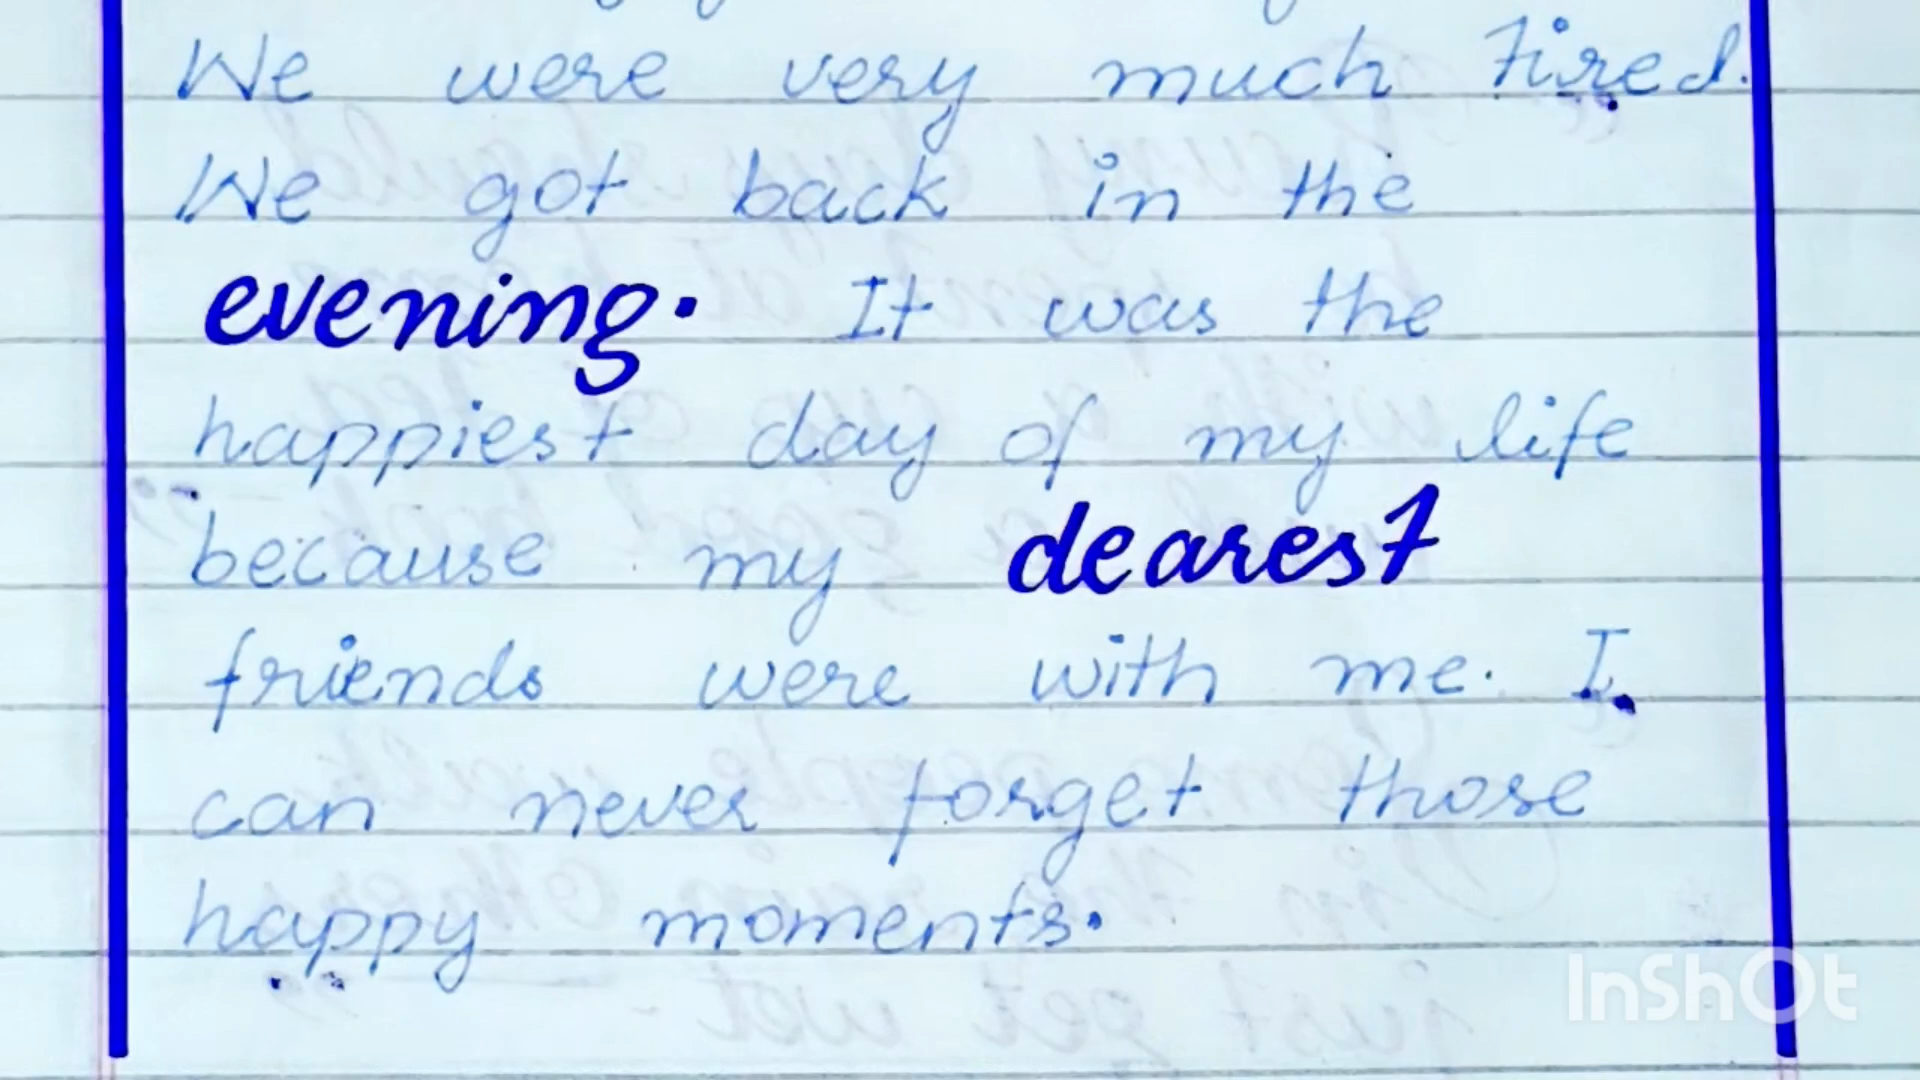 We were very much tired.
We got back in the
evening. It was the
happiest day of my life
because my dearest
friends were with me. I
can never forget those
happy moments.
InShOt